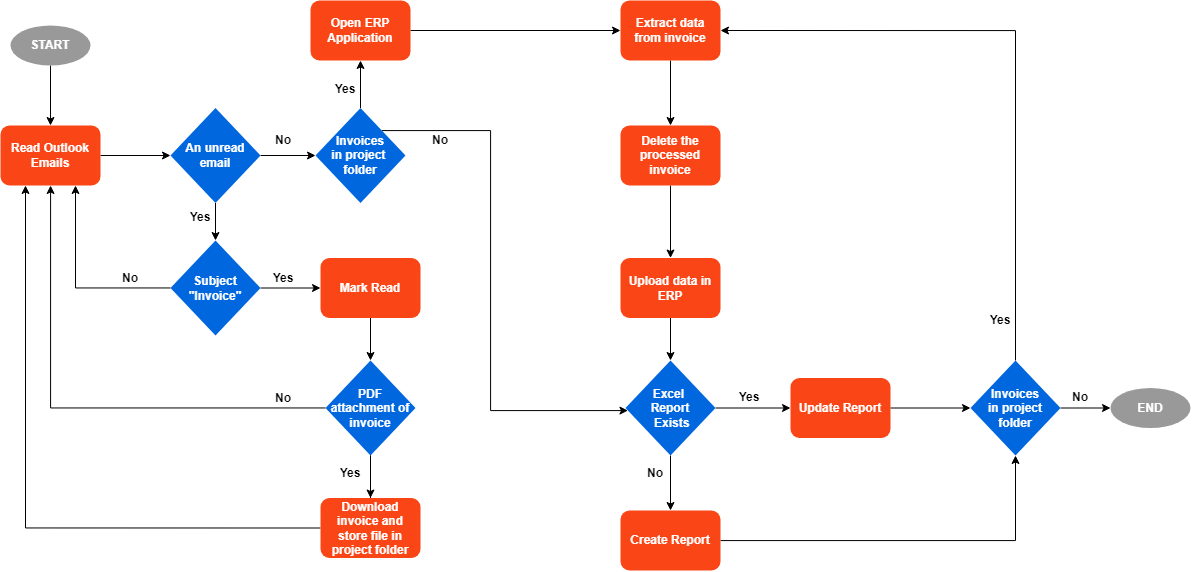 START
Open ERP
Application
Extract data
from invoice
Yes
Read Outlook
Emails
An unread
email
No
Invoices
in project
folder
No
Delete the
processed
invoice
Yes
No
Subject
"Invoice"
Yes
Mark Read
Upload data in
ERP
Yes
No
PDF
attachment of
invoice
Excel
Report
Exists
Yes
Update Report
Invoices
in project
folder
No
END
Yes
No
Download
invoice and
store file in
project folder
Create Report